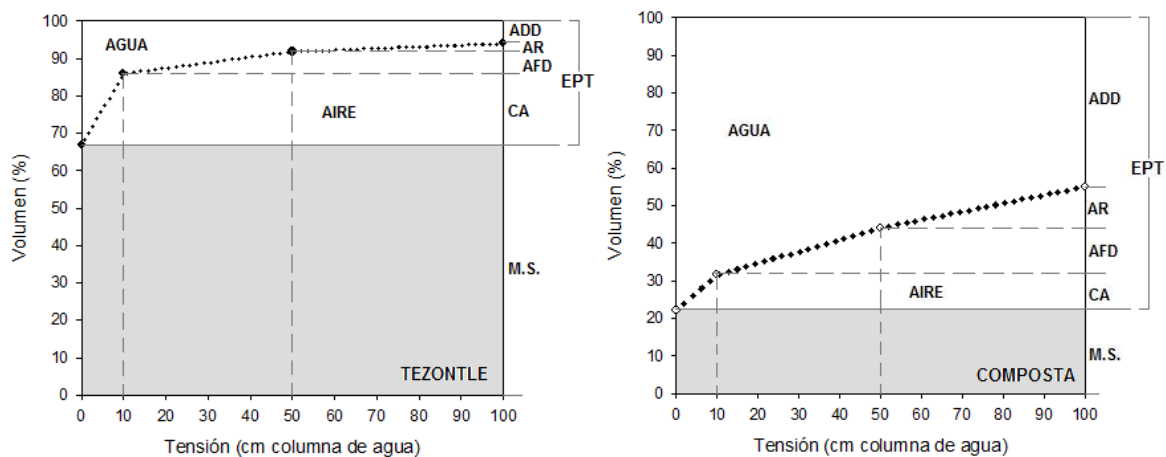 Volumen (%)
100
90
80
70
60
50
40
30
20
10
0
AGUA
AIRE
TEZONTLE
ADD
AR
AFD
EPT
CA
M.S.
0 10 20 30 40 50 60 70 80 90 100
Tensión (cm columna de agua)
Volumen (%)
100
90
80
70
60
50
40
30
20
10
0
AGUA
AIRE
COMPOSTA
ADD
EPT
AR
AFD
CA
M.S.
0 10 20 30 40 50 60 70 80 90 100
Tensión (cm columna de agua)